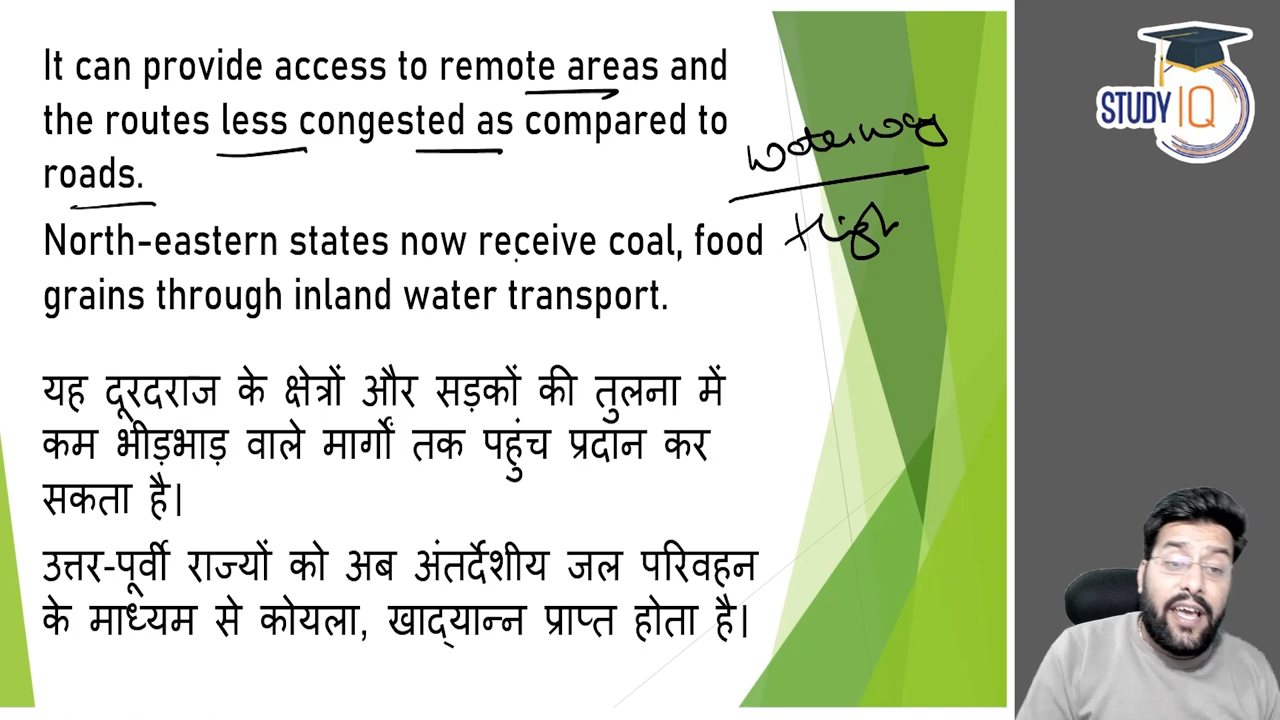 It can provide access to remote areas and
the routes less congested as compared to
roads.
North-eastern states now receive coal, food
grains through inland water transport.
waterway
High
यह दूरदराज के क्षेत्रों और सड़कों की तुलना में
कम भीड़भाड़ वाले मार्गों तक पहुंच प्रदान कर
सकता है।
उत्तर-पूर्वी राज्यों को अब अंतर्देशीय जल परिवहन
के माध्यम से कोयला, खाद्यान्न प्राप्त होता है।
STUDY IQ